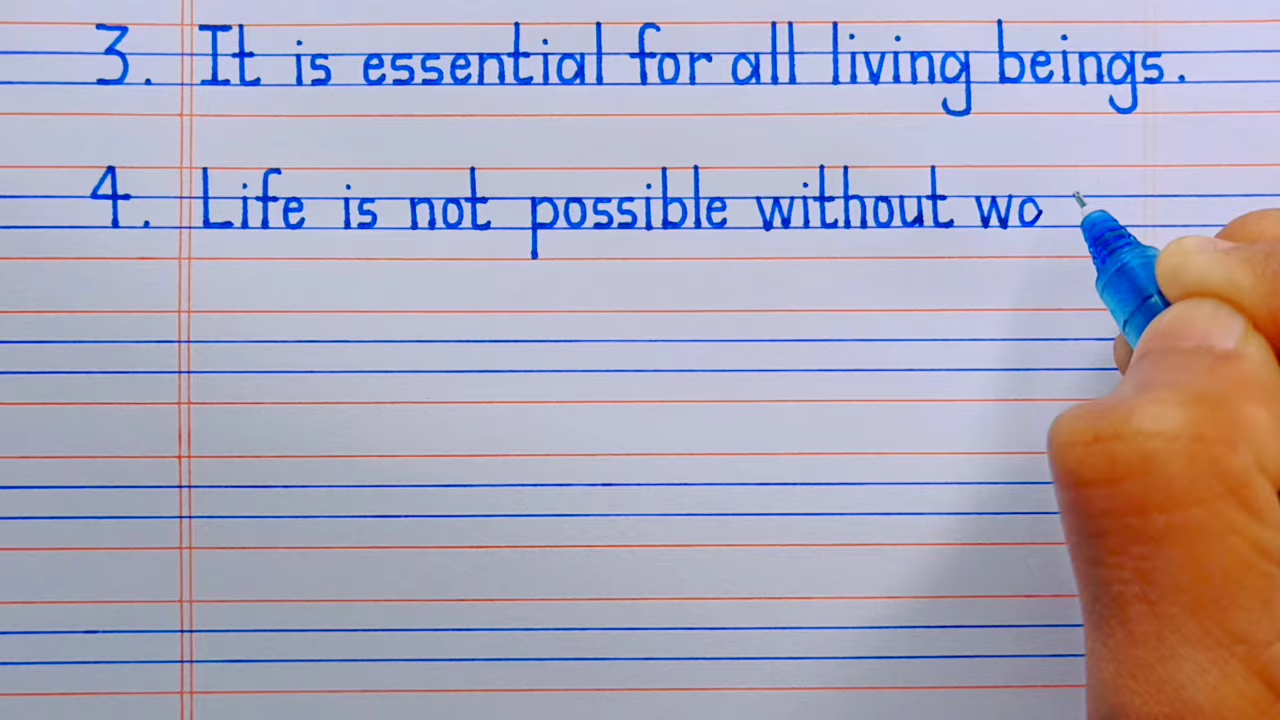 3. It is essential for all living beings.
4. Life is not possible without wo